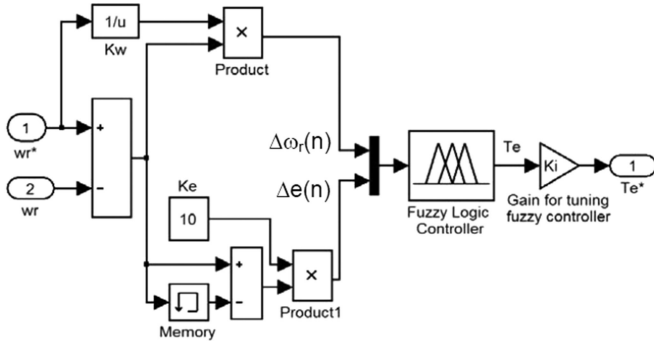 1/u
Kw
×
Product
1
wr*
+
−
2
wr
Ke
10
Δωr(n)
Δe(n)
+
−
×
Product1
Memory
Fuzzy Logic
Controller
Te
Ki
Gain for tuning
fuzzy controller
1
Te*